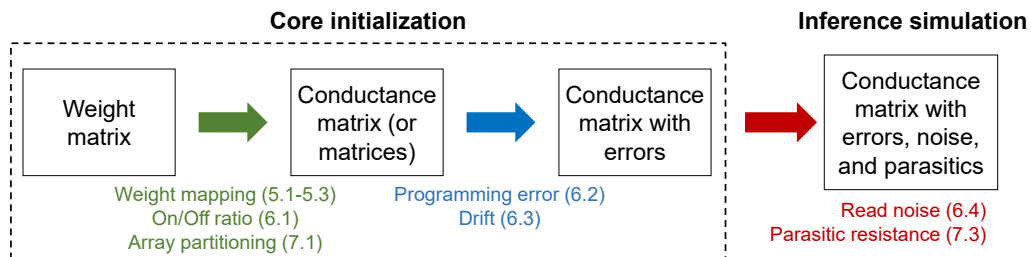 Core initialization
Inference simulation
Weight
matrix
Conductance
matrix (or
matrices)
Conductance
matrix with
errors
Conductance
matrix with
errors, noise,
and parasitics
Weight mapping (5.1-5.3)
On/Off ratio (6.1)
Array partitioning (7.1)
Programming error (6.2)
Drift (6.3)
Read noise (6.4)
Parasitic resistance (7.3)